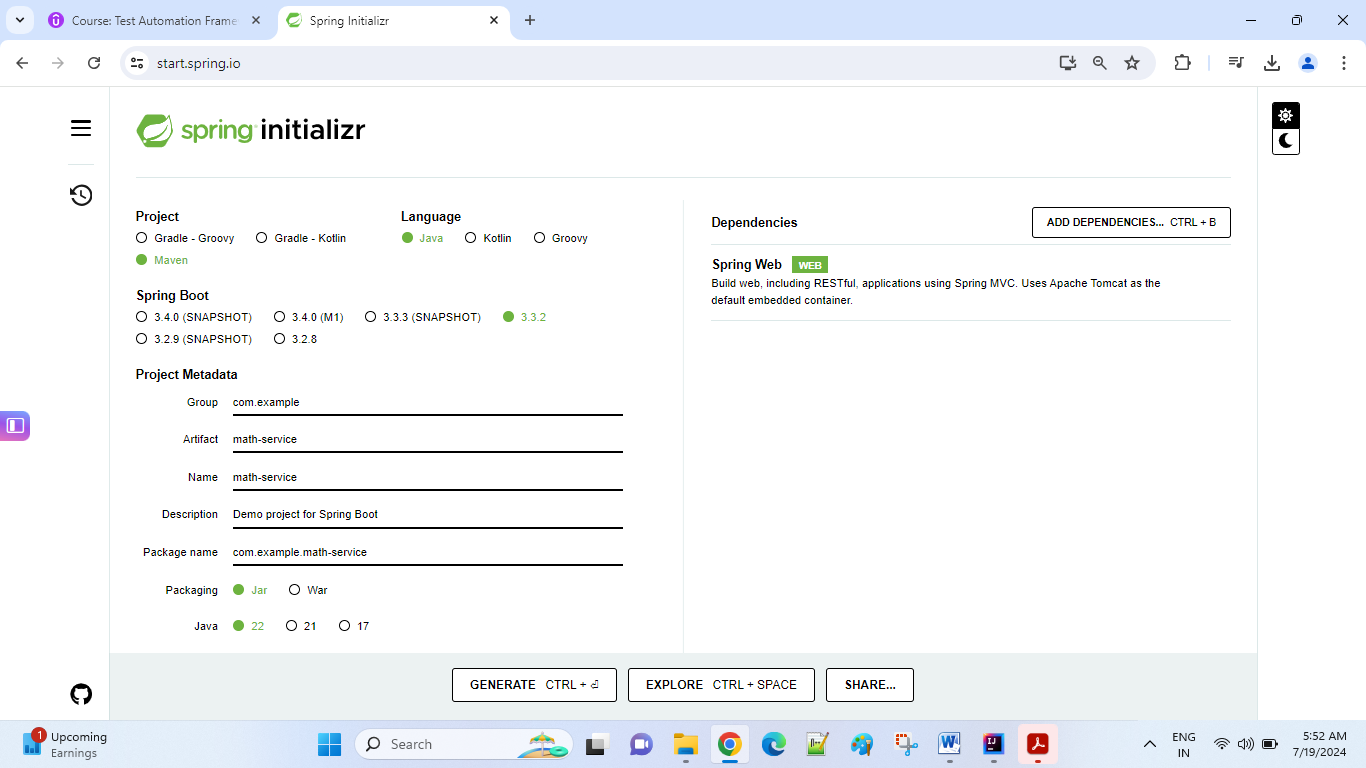 Course: Test Automation Frame
Spring Initializr
start.spring.io
spring initializr
Project
Gradle - Groovy
Gradle - Kotlin
Maven
Language
Java
Kotlin
Groovy
Spring Boot
3.4.0 (SNAPSHOT)
3.4.0 (M1)
3.3.3 (SNAPSHOT)
3.3.2
3.2.9 (SNAPSHOT)
3.2.8
Project Metadata
Group com.example
Artifact math-service
Name math-service
Description Demo project for Spring Boot
Package name com.example.math-service
Packaging Jar War
Java 22 21 17
Dependencies
ADD DEPENDENCIES... CTRL + B
Spring Web WEB
Build web, including RESTful, applications using Spring MVC. Uses Apache Tomcat as the
default embedded container.
GENERATE CTRL + ⏎
EXPLORE CTRL + SPACE
SHARE...
1
Upcoming
Earnings
Search
ENG
IN
5:52 AM
7/19/2024